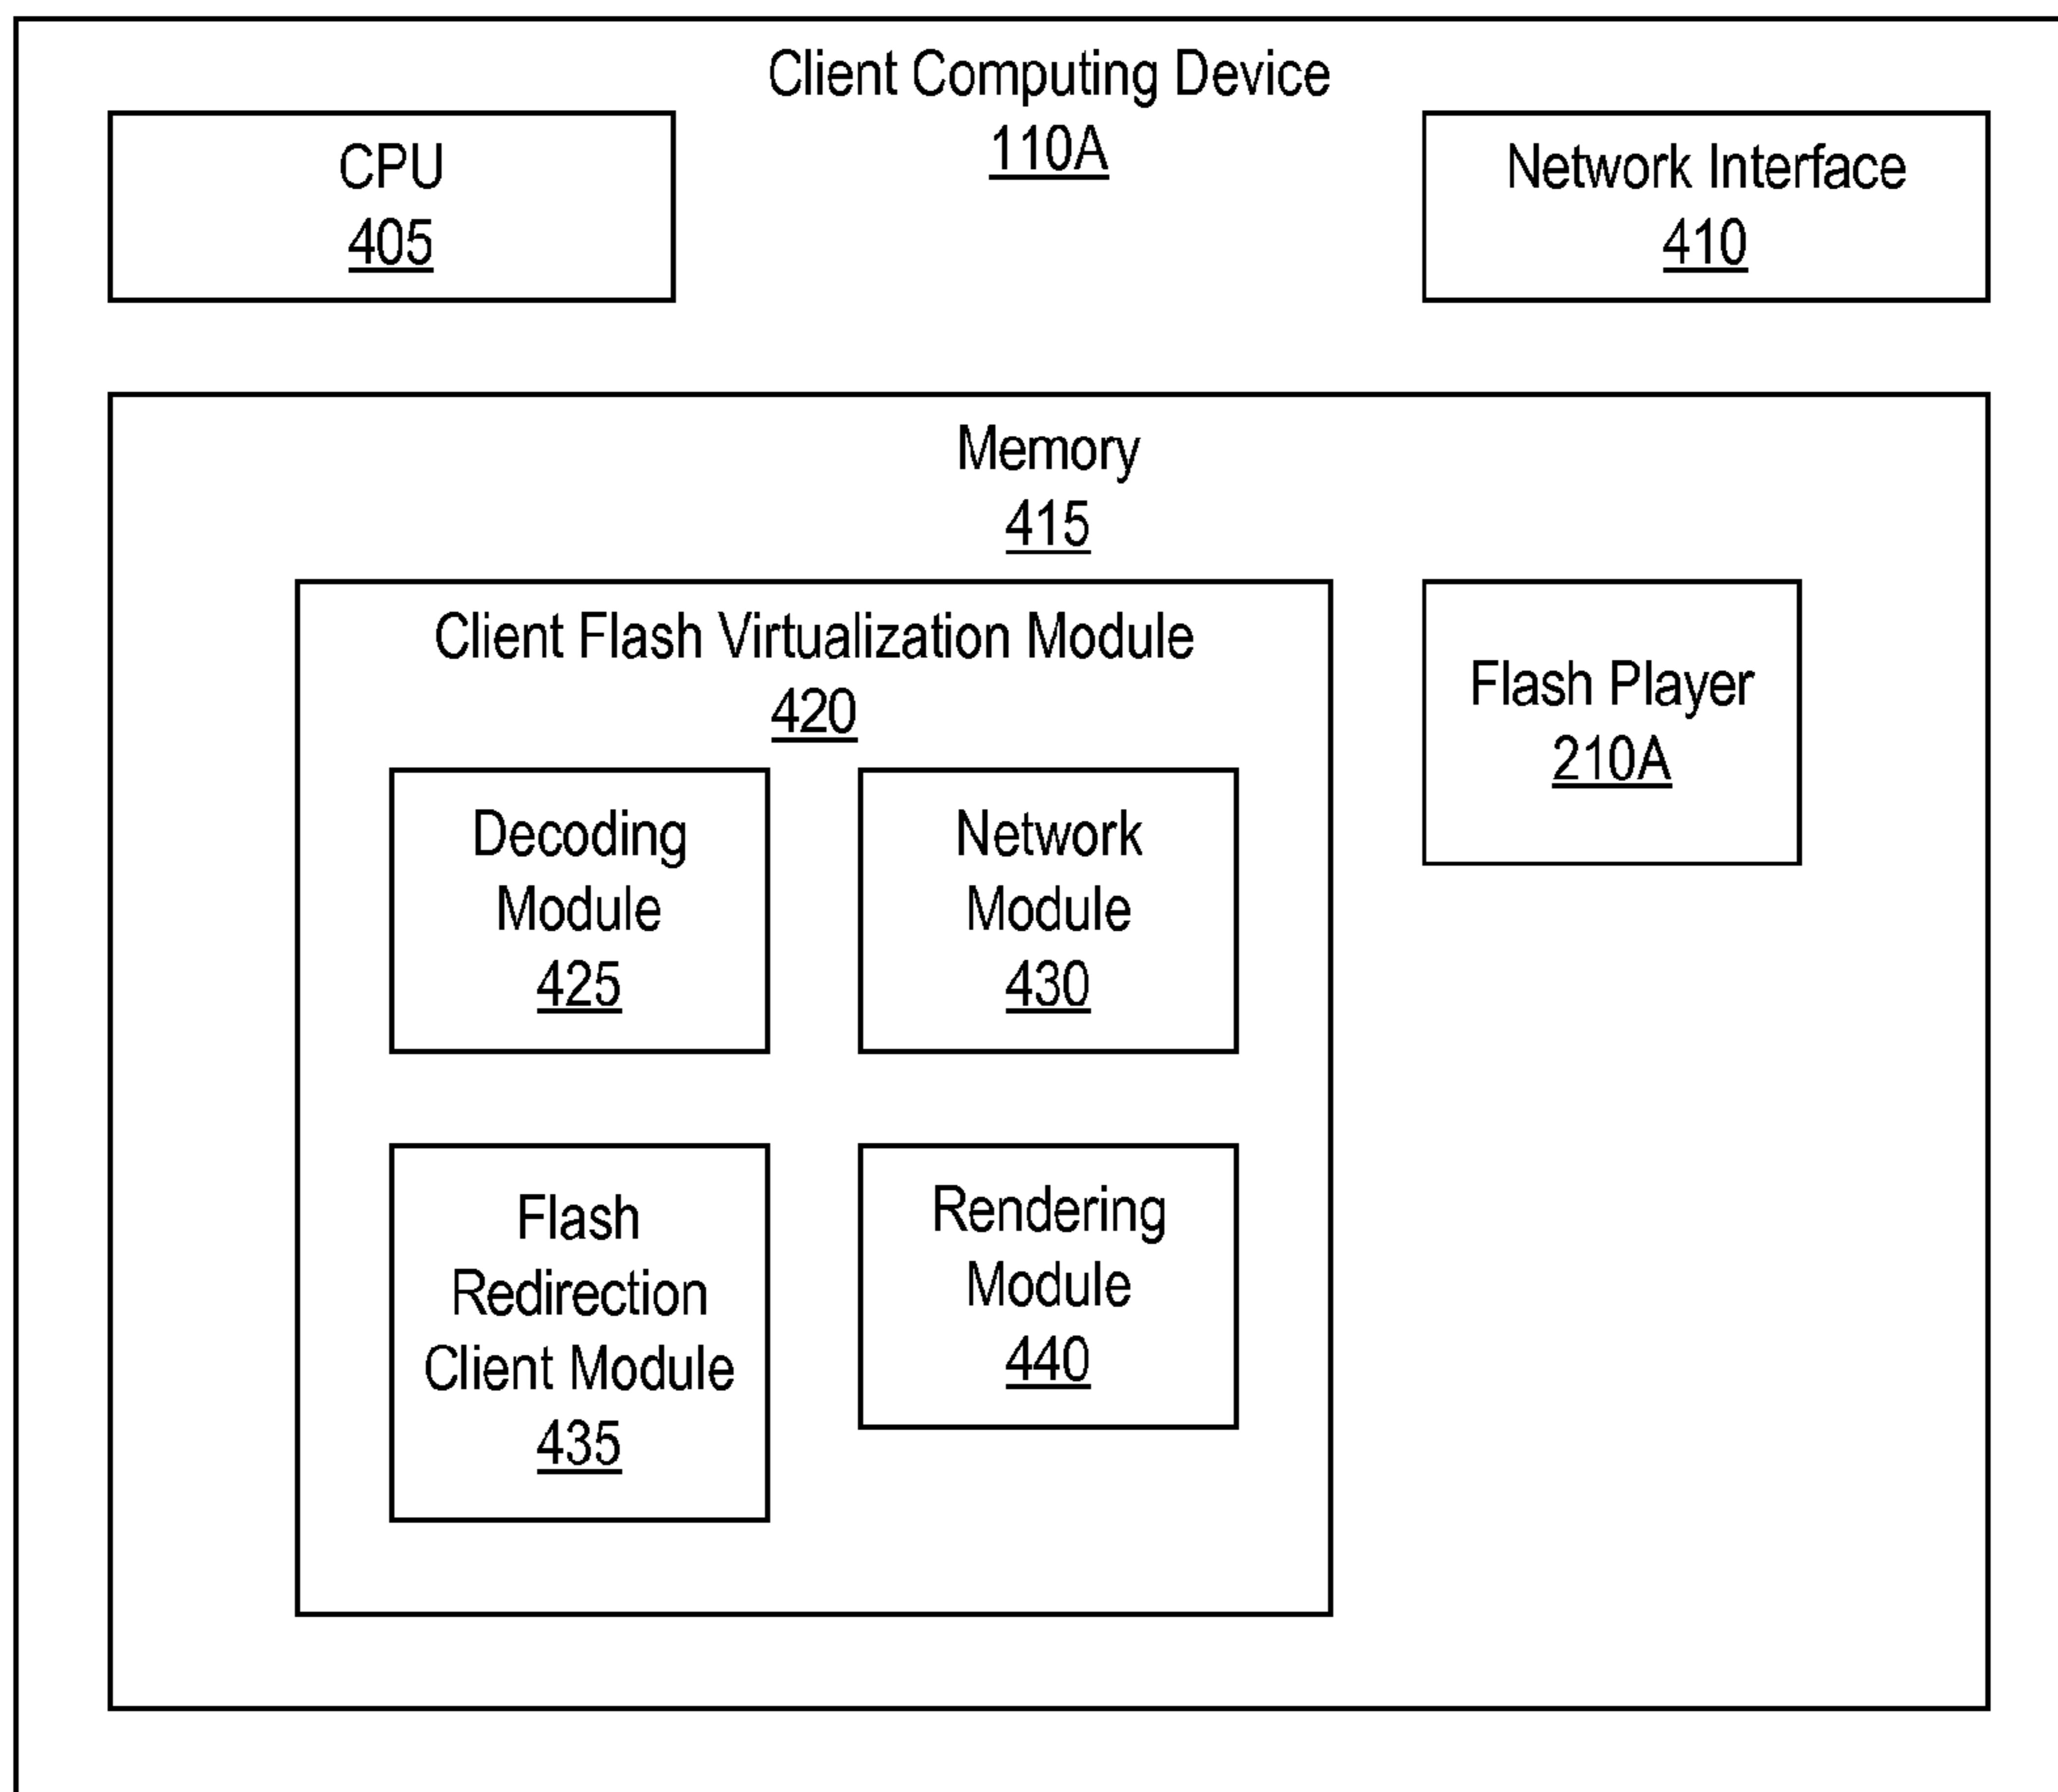 Client Computing Device
110A
CPU
405
Network Interface
410
Memory
415
Client Flash Virtualization Module
420
Flash Player
210A
Decoding
Module
425
Network
Module
430
Flash
Redirection
Client Module
435
Rendering
Module
440